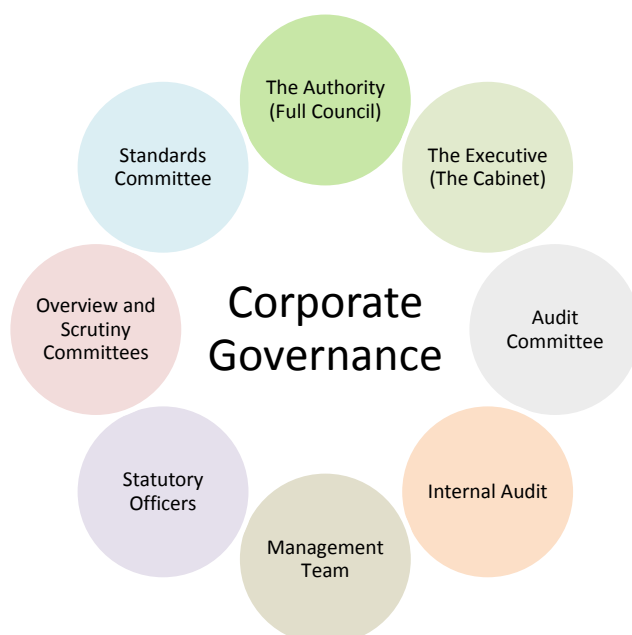 The Authority
(Full Council)
The Executive
(The Cabinet)
Audit
Committee
Internal Audit
Management
Team
Statutory
Officers
Overview and
Scrutiny
Committees
Standards
Committee
Corporate
Governance